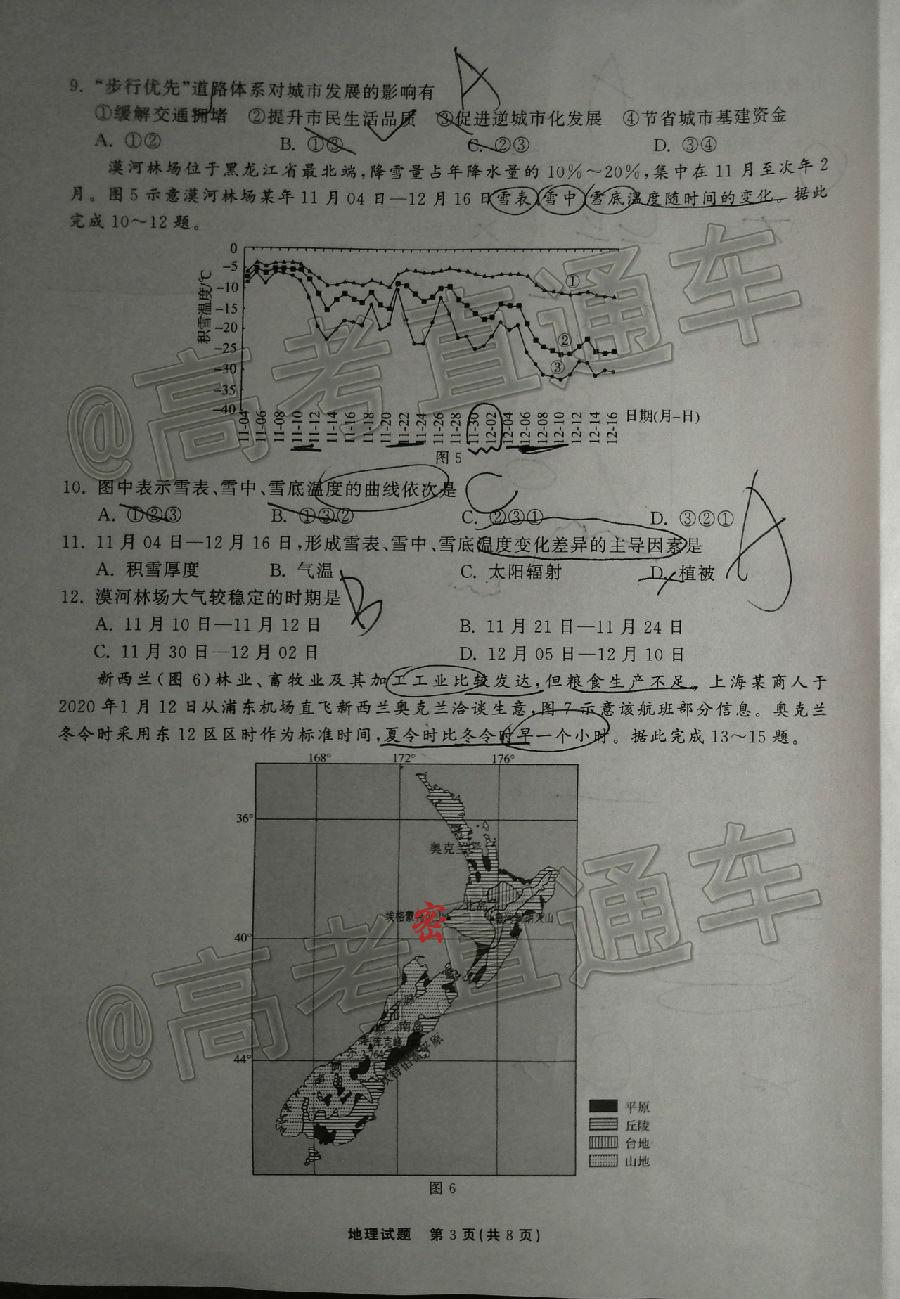 9. “步行优先”道路体系对城市发展的影响有
A
①缓解交通拥堵 ②提升市民生活品质 ③促进逆城市化发展 ④节省城市基建资金
A. ①② B. ①③ C. ②③ D. ③④
漠河林场位于黑龙江省最北端,降雪量占年降水量的10%~20%,集中在11月至次年2
月。图5示意漠河林场某年11月04日—12月16日雪表、雪中、雪底温度随时间的变化。据此
完成10~12题。
积雪温度/℃
0
-5
-10
-15
-20
-25
-30
-35
-40
①
②
③
11-04 11-06 11-08 11-10 11-12 11-14 11-16 11-18 11-20 11-22 11-24 11-26 11-28 11-30 12-02 12-04 12-06 12-08 12-10 12-12 12-14 12-16
日期(月-日)
图5
10. 图中表示雪表、雪中、雪底温度的曲线依次是 C
A. ①②③ B. ①③② C. ②③① D. ③②①
11. 11月04日—12月16日,形成雪表、雪中、雪底温度变化差异的主导因素是 A
A. 积雪厚度 B. 气温 C. 太阳辐射 D. 植被
12. 漠河林场大气较稳定的时期是 B
A. 11月10日—11月12日 B. 11月21日—11月24日
C. 11月30日—12月02日 D. 12月05日—12月10日
新西兰(图6)林业、畜牧业及其加工工业比较发达,但粮食生产不足。上海某商人于
2020年1月12日从浦东机场直飞新西兰奥克兰洽谈生意,图7示意该航班部分信息。奥克兰
冬令时采用东12区区时作为标准时间,夏令时比冬令时早一个小时。据此完成13~15题。
168° 172° 176°
36°
奥克兰
北岛
密
40°
南岛
44°
平原
丘陵
台地
山地
图6
地理试题 第3页(共8页)
@高考直通车
@高考直通车